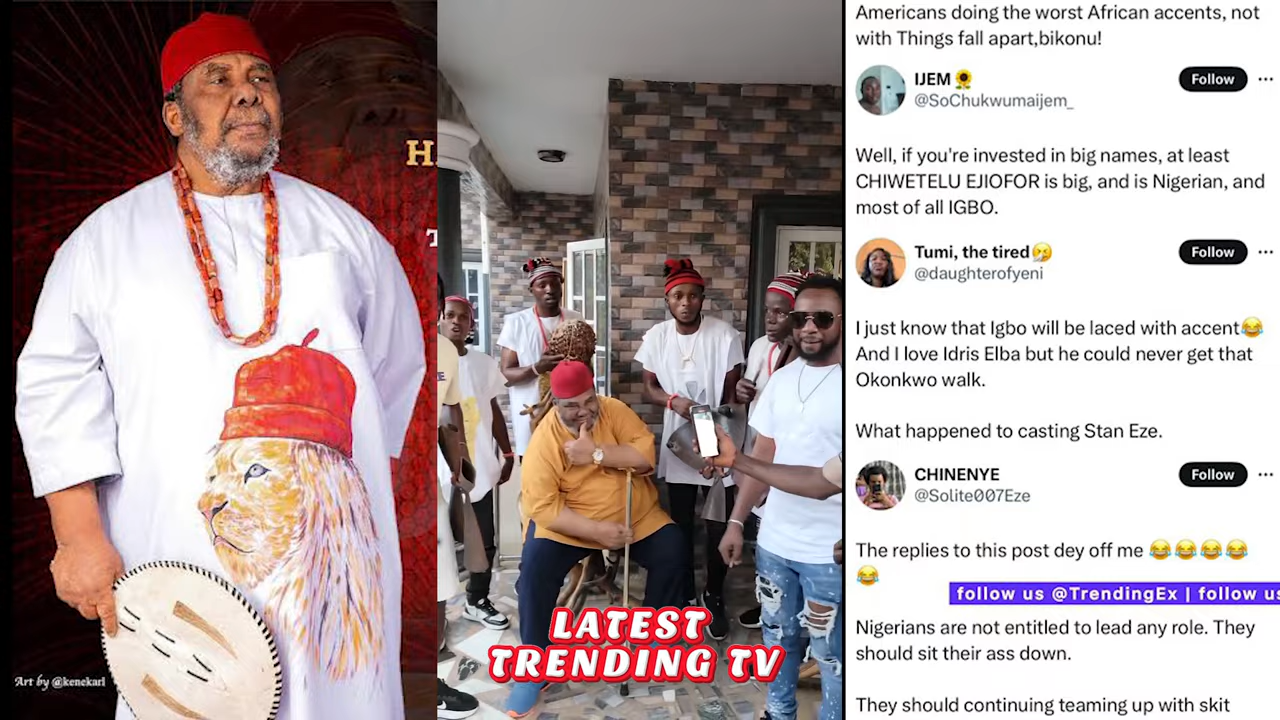 H
T
Art by @kenekarl
LATEST
TRENDING TV
Americans doing the worst African accents, not
with Things fall apart,bikonu!
IJEM🌻
Follow
@SoChukwumaijem_
Well, if you're invested in big names, at least
CHIWETELU EJIOFOR is big, and is Nigerian, and
most of all IGBO.
Tumi, the tired🤧
Follow
@daughterofyeni
I just know that Igbo will be laced with accent😂
And I love Idris Elba but he could never get that
Okonkwo walk.
What happened to casting Stan Eze.
CHINENYE
Follow
@Solite007Eze
The replies to this post dey off me 😂😂😂😂
😂
follow us @TrendingEx | follow us
Nigerians are not entitled to lead any role. They
should sit their ass down.
They should continuing teaming up with skit